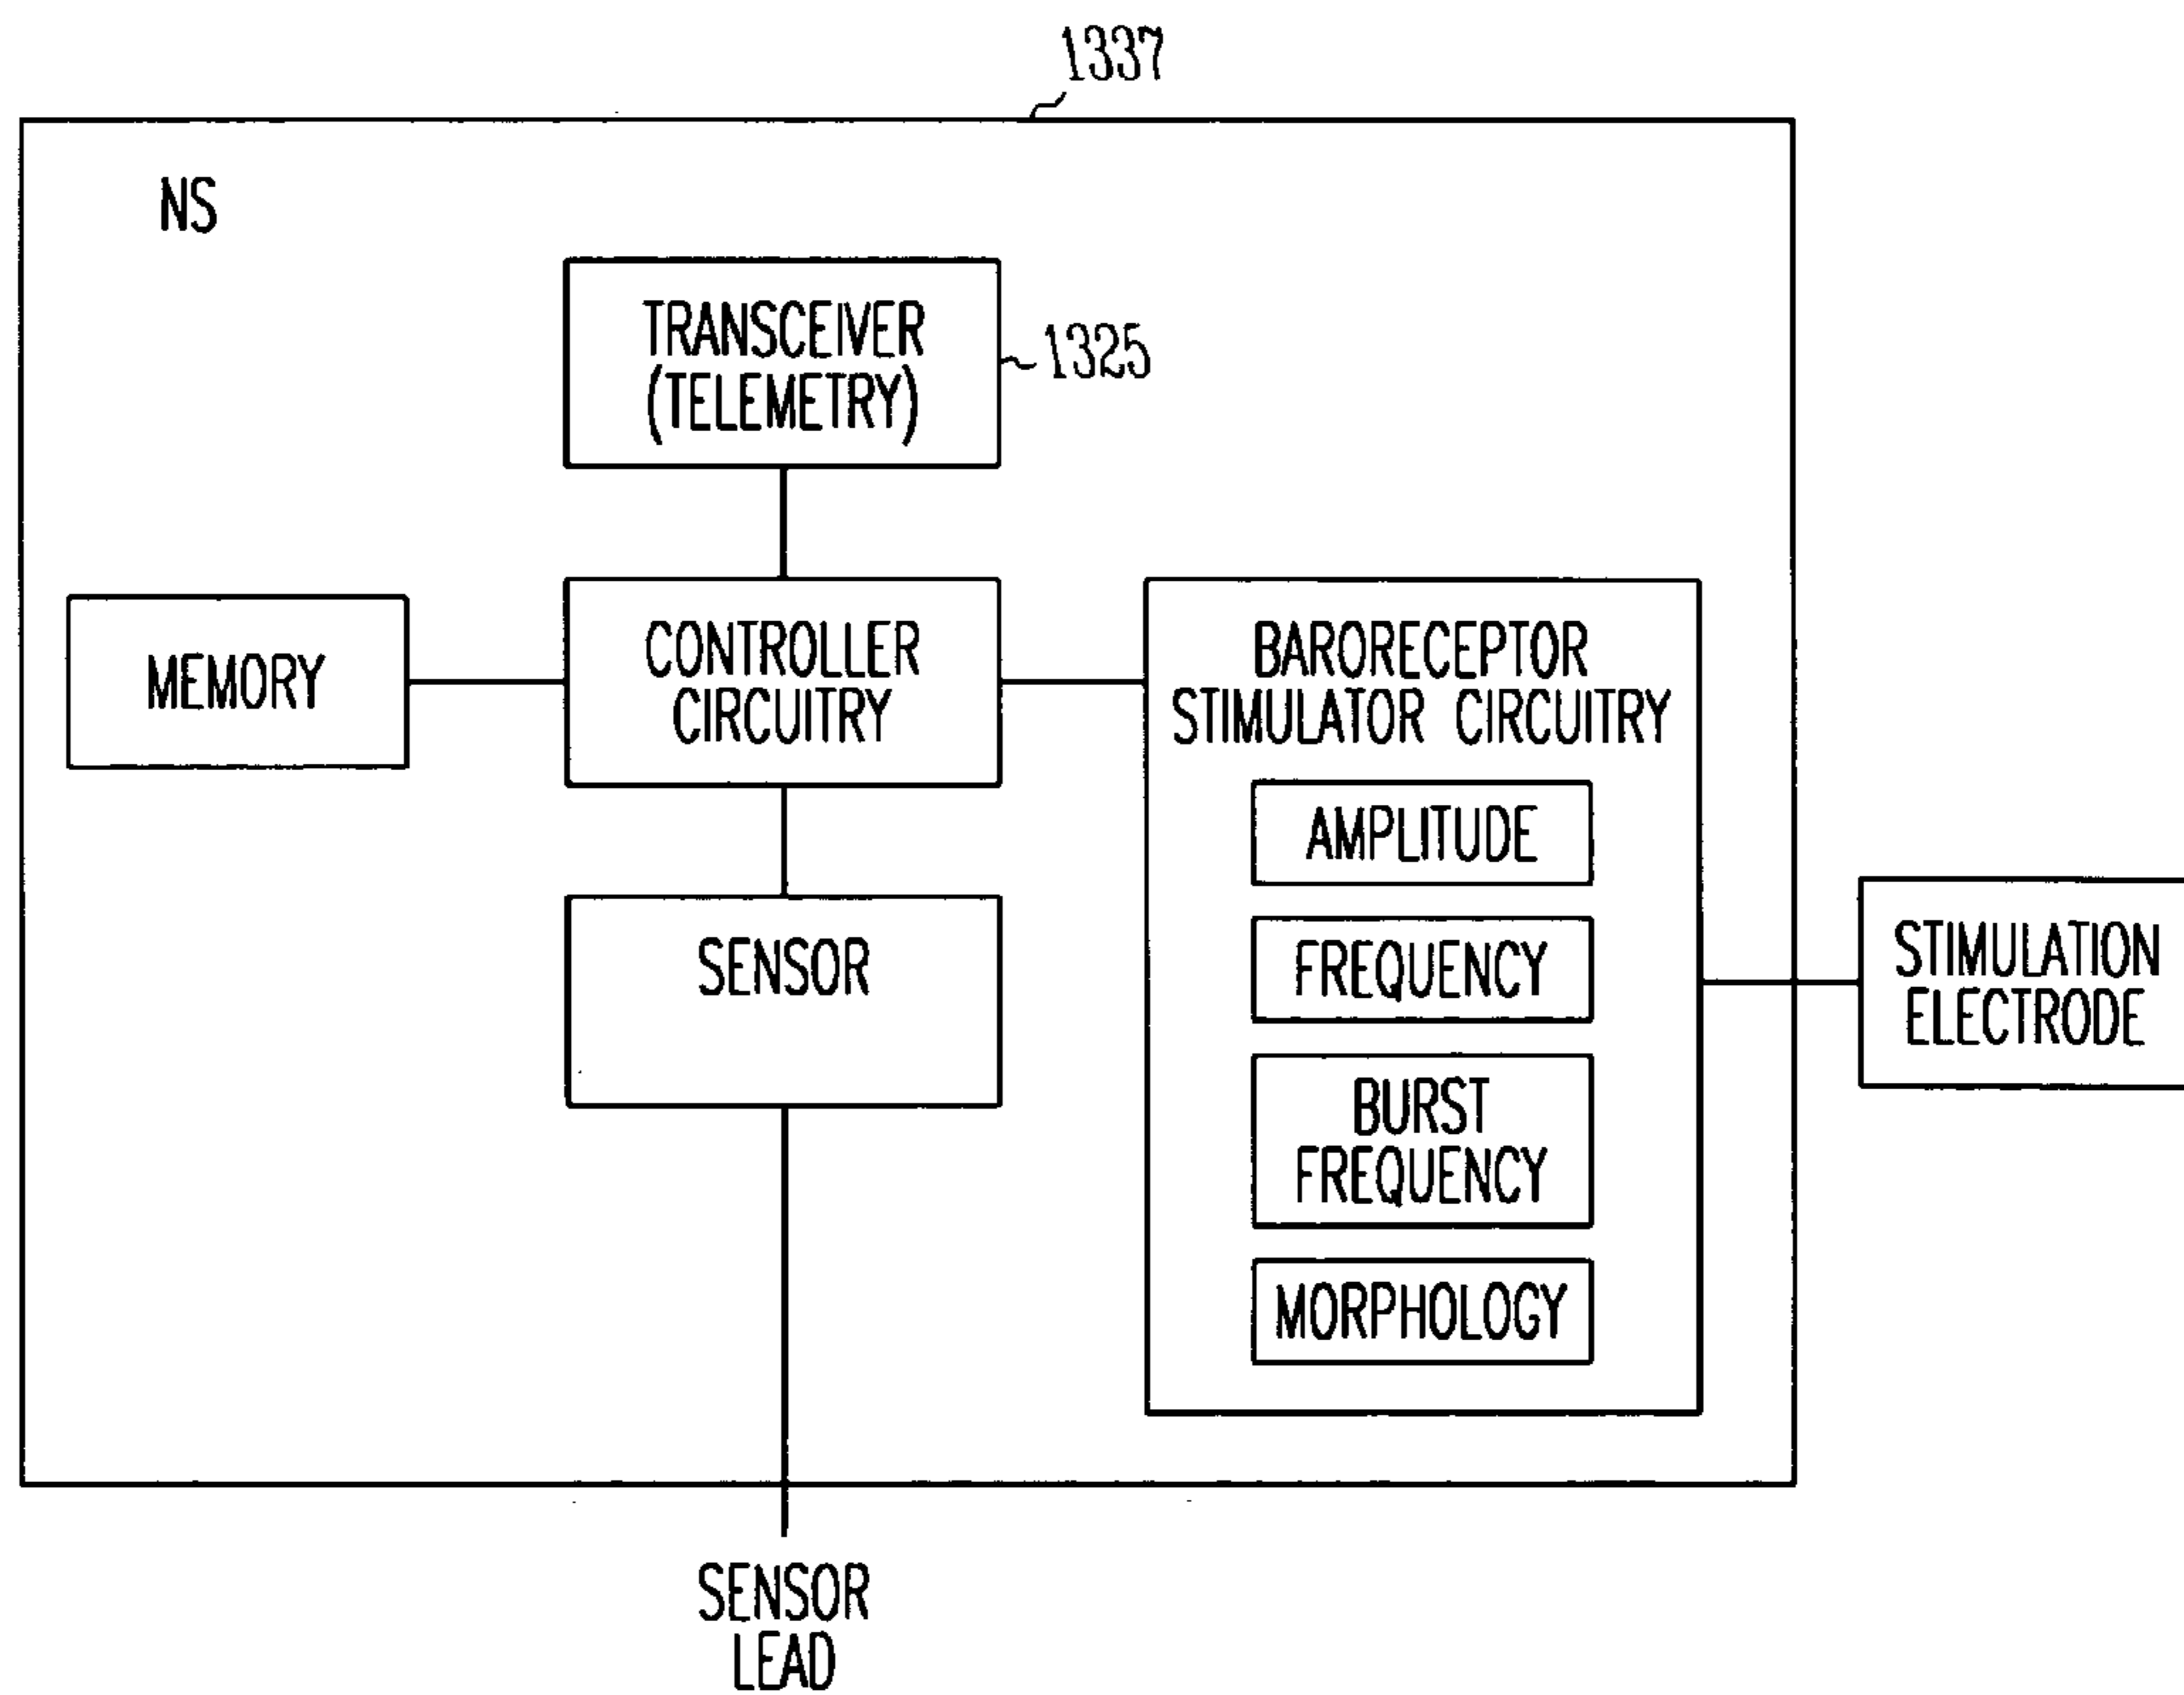 1337
NS
TRANSCEIVER
(TELEMETRY)
1325
MEMORY
CONTROLLER
CIRCUITRY
BARORECEPTOR
STIMULATOR CIRCUITRY
AMPLITUDE
FREQUENCY
BURST
FREQUENCY
MORPHOLOGY
SENSOR
STIMULATION
ELECTRODE
SENSOR
LEAD